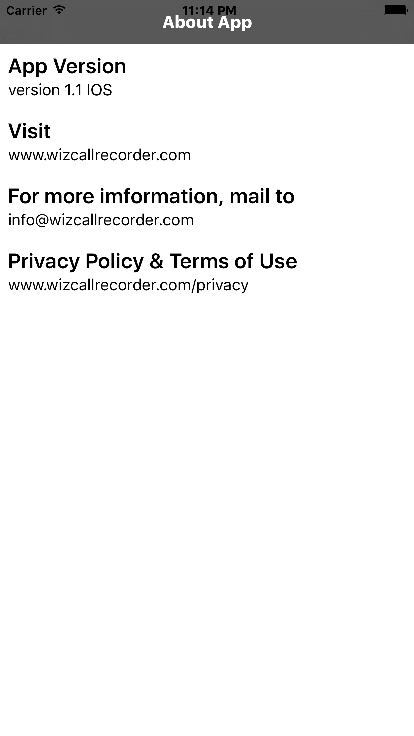 Carrier 11:14 PM
About App
App Version
version 1.1 IOS
Visit
www.wizcallrecorder.com
For more imformation, mail to
info@wizcallrecorder.com
Privacy Policy & Terms of Use
www.wizcallrecorder.com/privacy